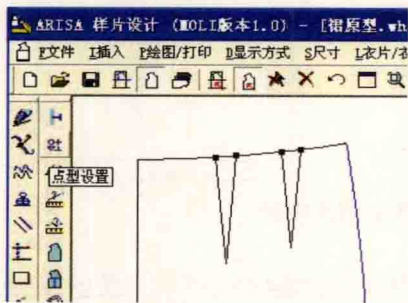 ARISA 样片设计 (MOLI版本1.0) - [裙原型.wh
P文件 I插入 P绘图/打印 D显示方式 S尺寸 L衣片/衣
点型设置